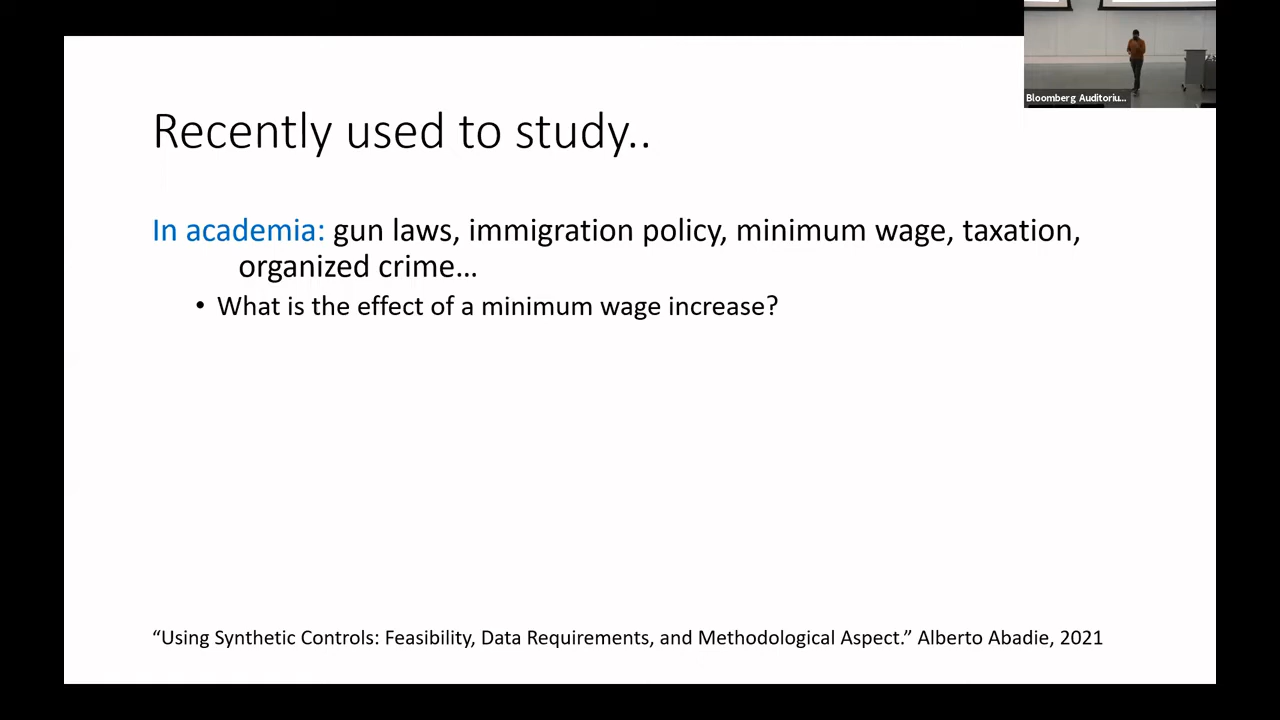 Bloomberg Auditoriu...
Recently used to study..
In academia: gun laws, immigration policy, minimum wage, taxation,
organized crime…
• What is the effect of a minimum wage increase?
“Using Synthetic Controls: Feasibility, Data Requirements, and Methodological Aspect.” Alberto Abadie, 2021